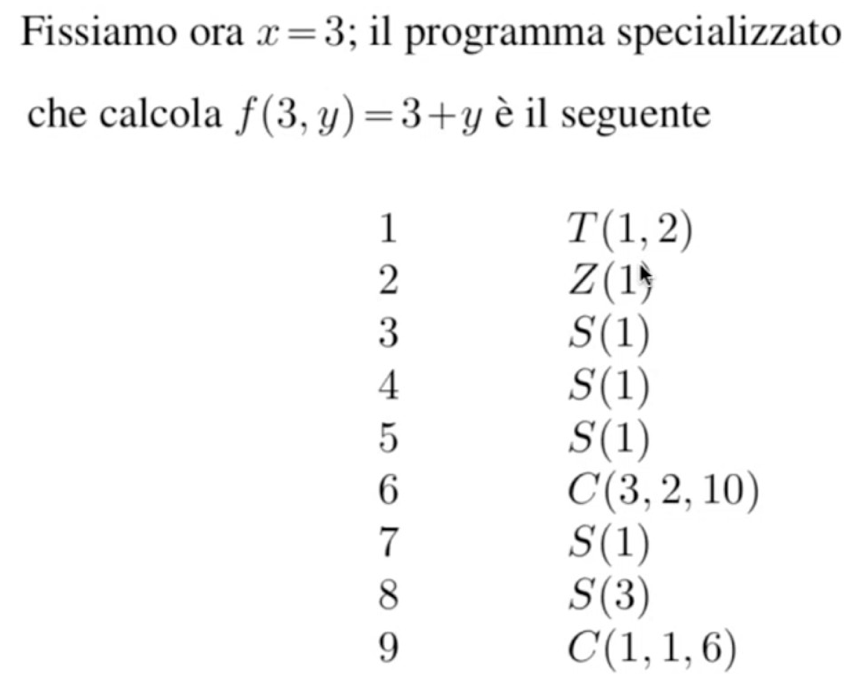 Fissiamo ora x=3; il programma specializzato
che calcola f(3, y)=3+y è il seguente
1 T(1, 2)
2 Z(1)
3 S(1)
4 S(1)
5 S(1)
6 C(3, 2, 10)
7 S(1)
8 S(3)
9 C(1, 1, 6)